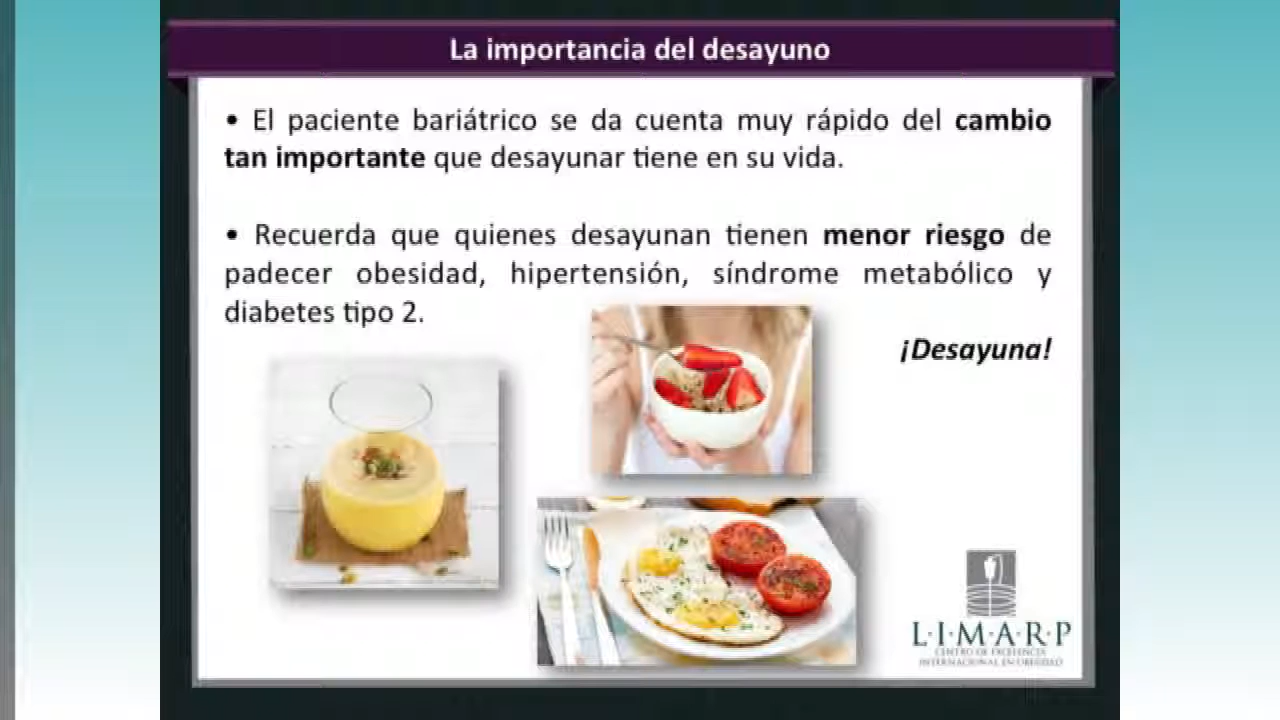 La importancia del desayuno
• El paciente bariátrico se da cuenta muy rápido del cambio
tan importante que desayunar tiene en su vida.
• Recuerda que quienes desayunan tienen menor riesgo de
padecer obesidad, hipertensión, síndrome metabólico y
diabetes tipo 2.
¡Desayuna!
L·I·M·A·R·P
CENTRO DE EXCELENCIA
INTERNACIONAL EN OBESIDAD